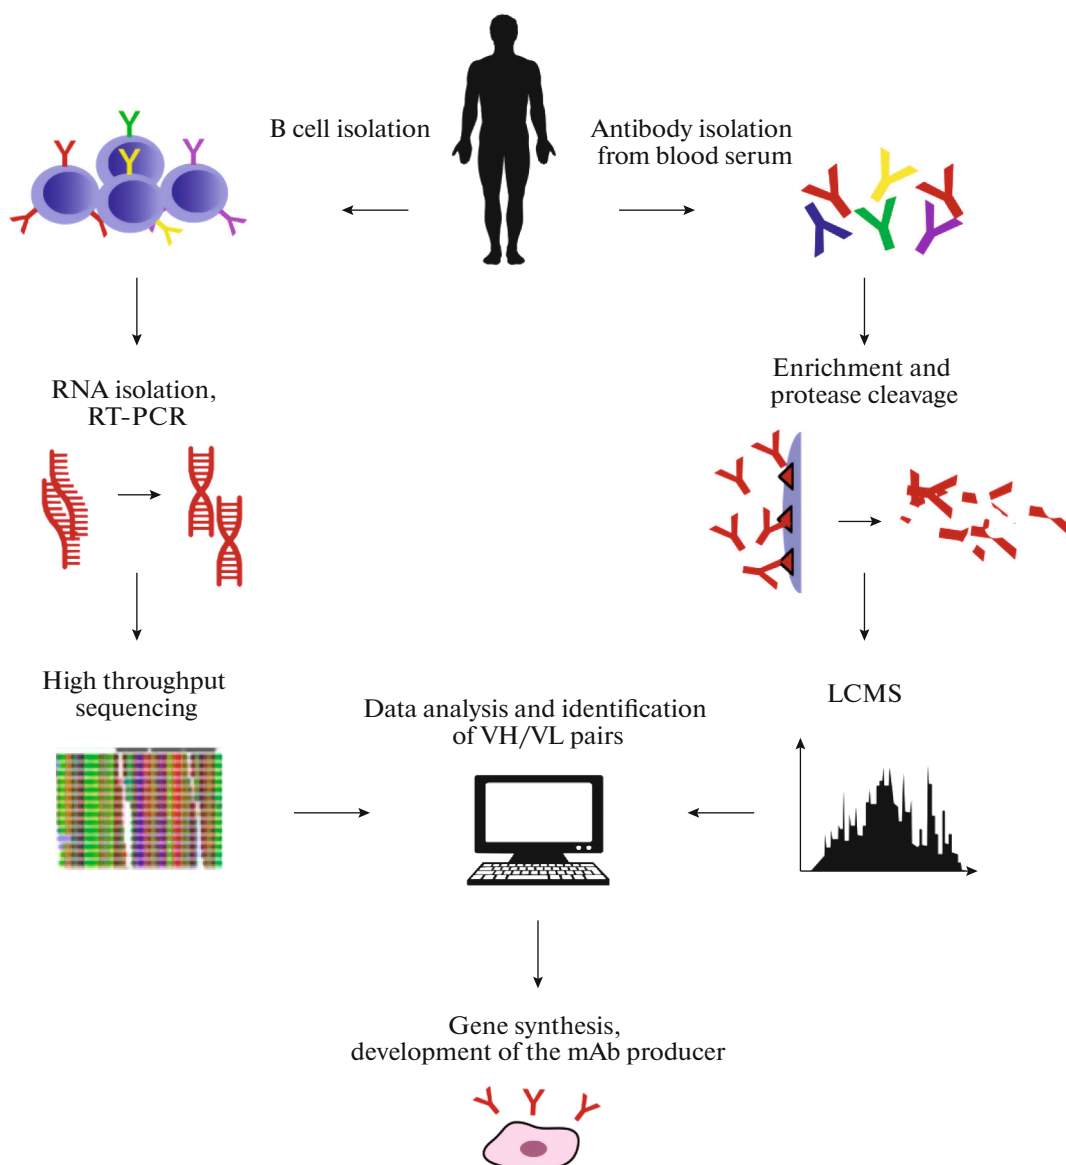 B cell isolation
Antibody isolation
from blood serum
RNA isolation,
RT-PCR
Enrichment and
protease cleavage
High throughput
sequencing
Data analysis and identification
of VH/VL pairs
LCMS
Gene synthesis,
development of the mAb producer